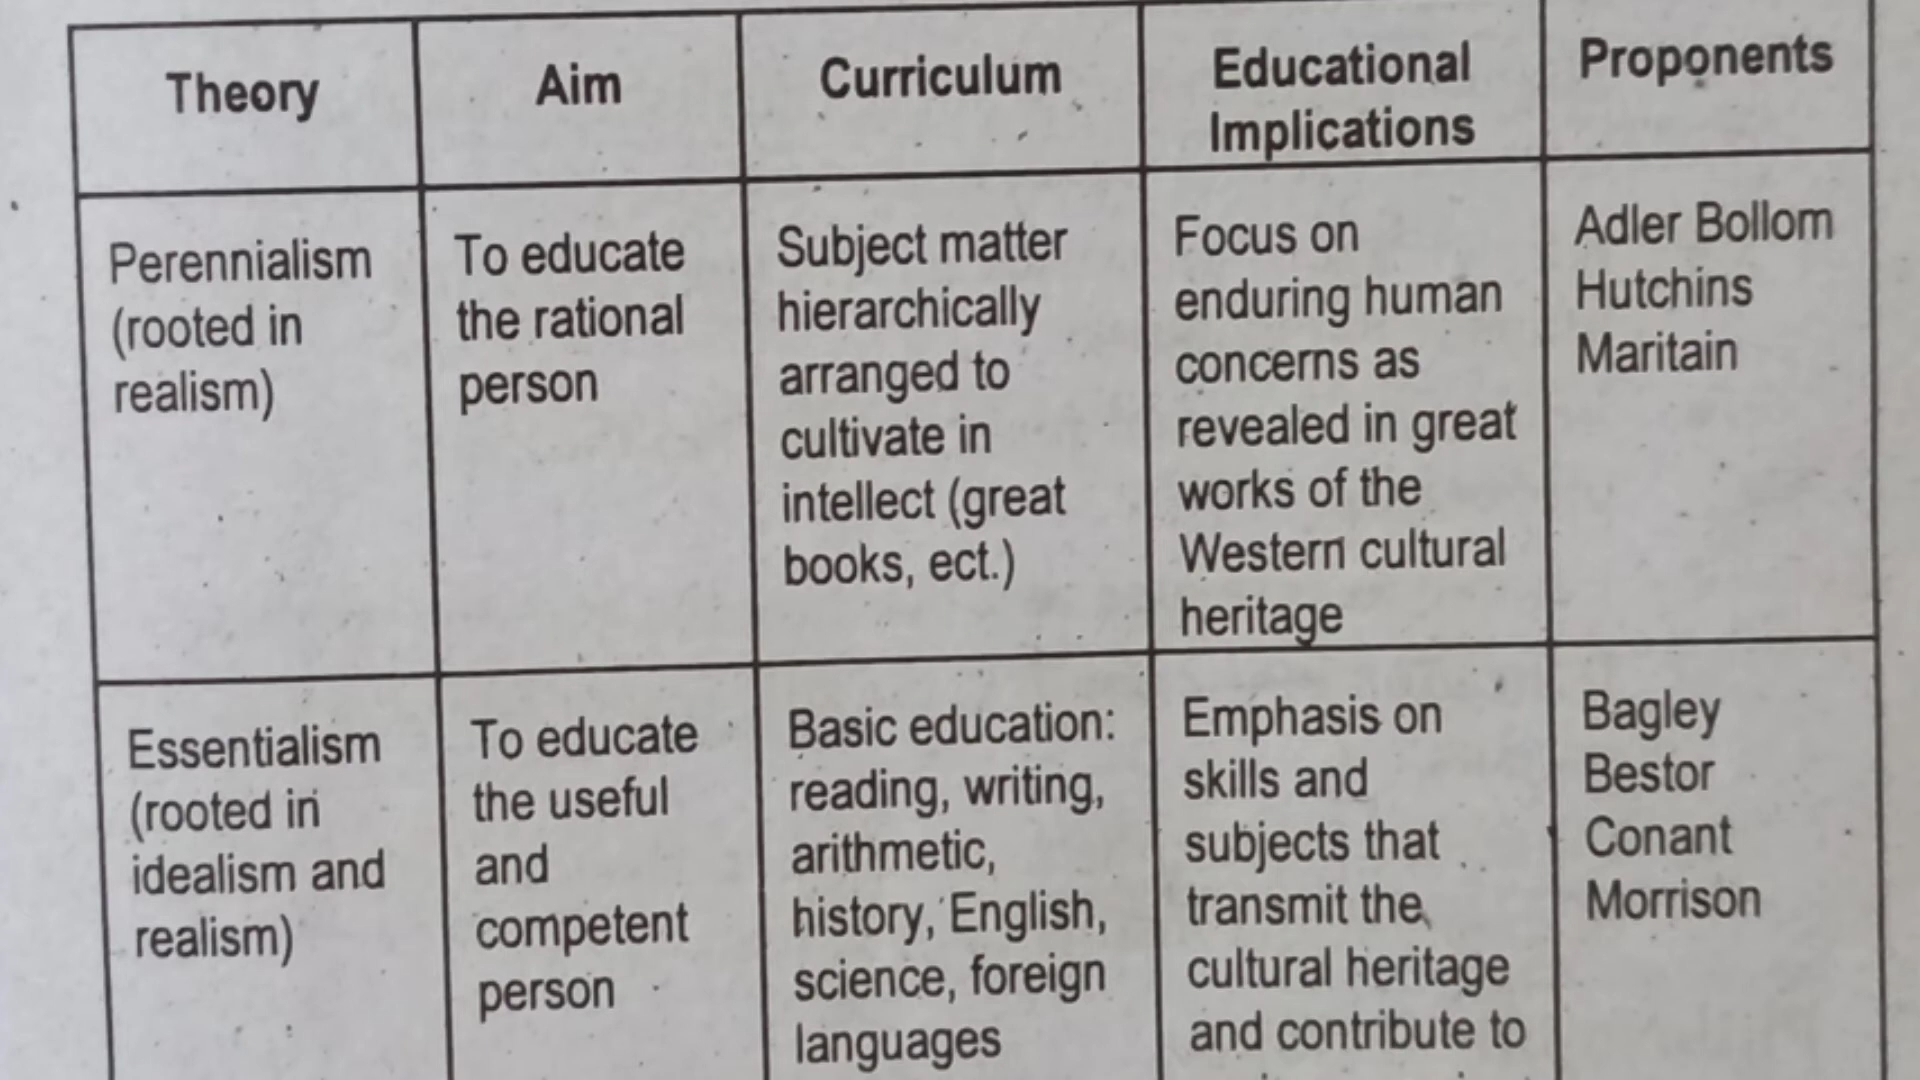 Theory
Aim
Curriculum
Educational
Implications
Proponents
Perennialism
(rooted in
realism)
To educate
the rational
person
Subject matter
hierarchically
arranged to
cultivate in
intellect (great
books, ect.)
Focus on
enduring human
concerns as
revealed in great
works of the
Western cultural
heritage
Adler Bollom
Hutchins
Maritain
Essentialism
(rooted in
idealism and
realism)
To educate
the useful
and
competent
person
Basic education:
reading, writing,
arithmetic,
history, English,
science, foreign
languages
Emphasis on
skills and
subjects that
transmit the
cultural heritage
and contribute to
Bagley
Bestor
Conant
Morrison